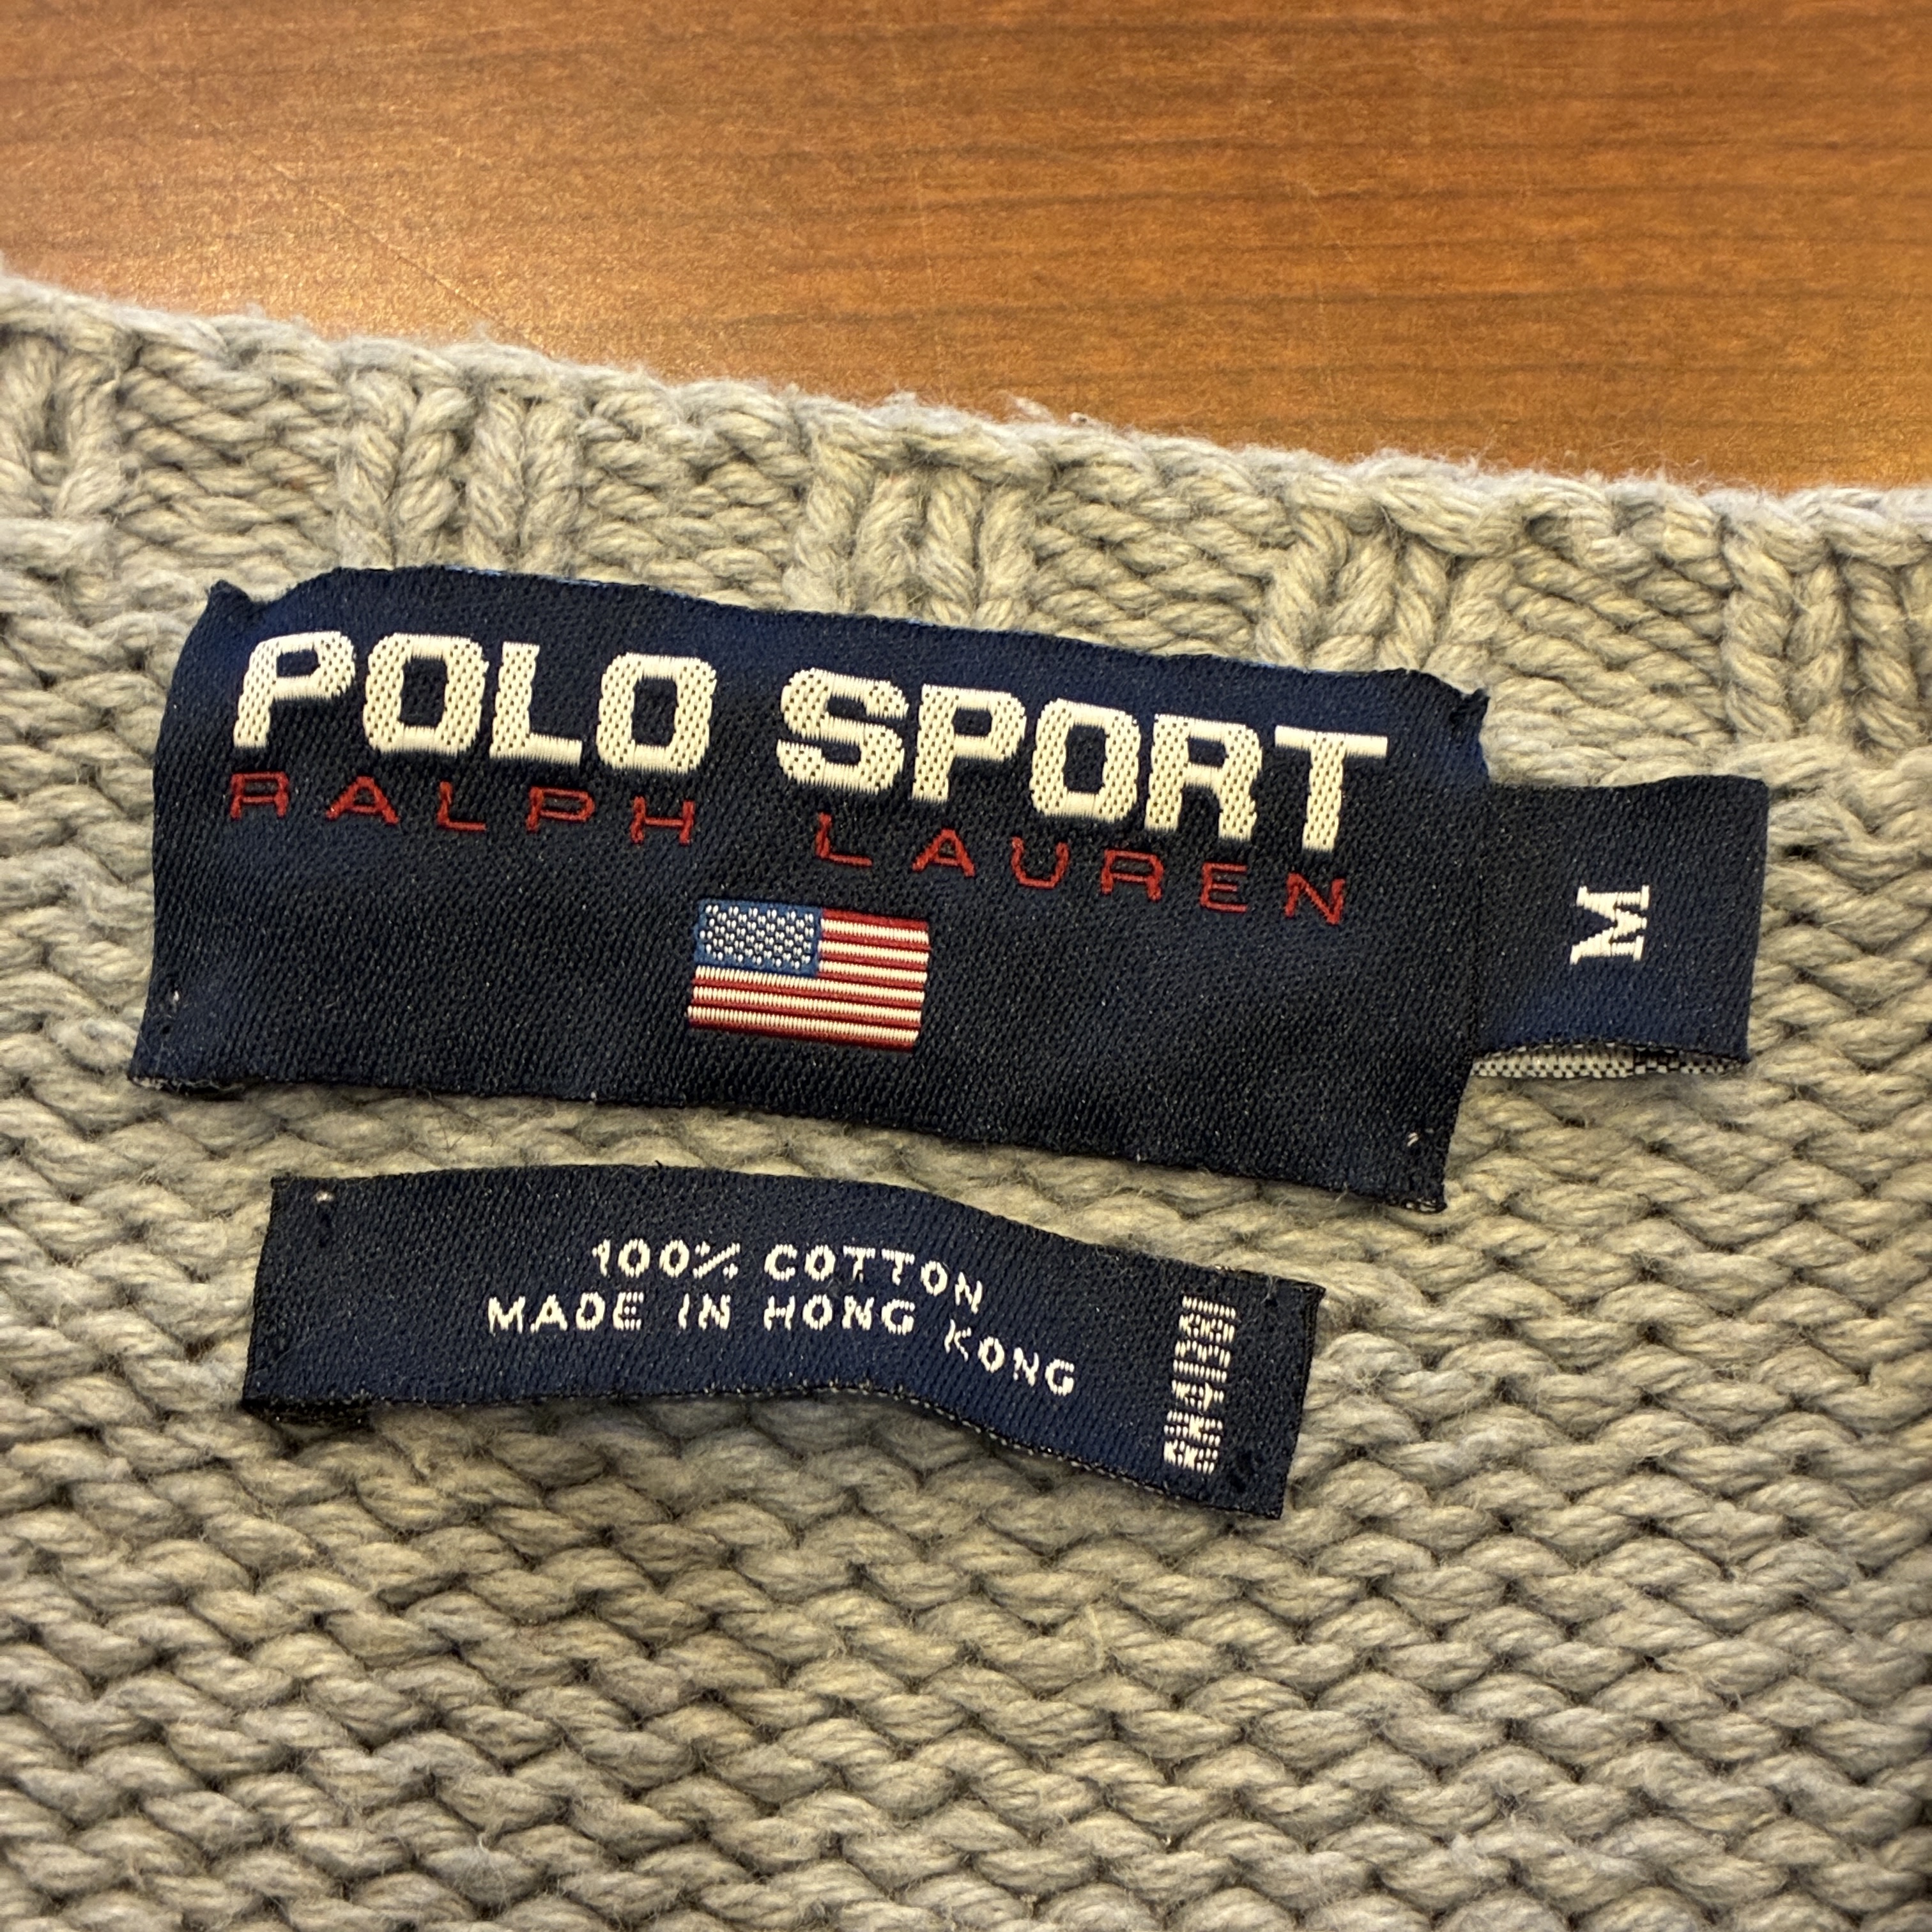 POLO SPORT
RALPH LAUREN
M
100% COTTON
MADE IN HONG KONG